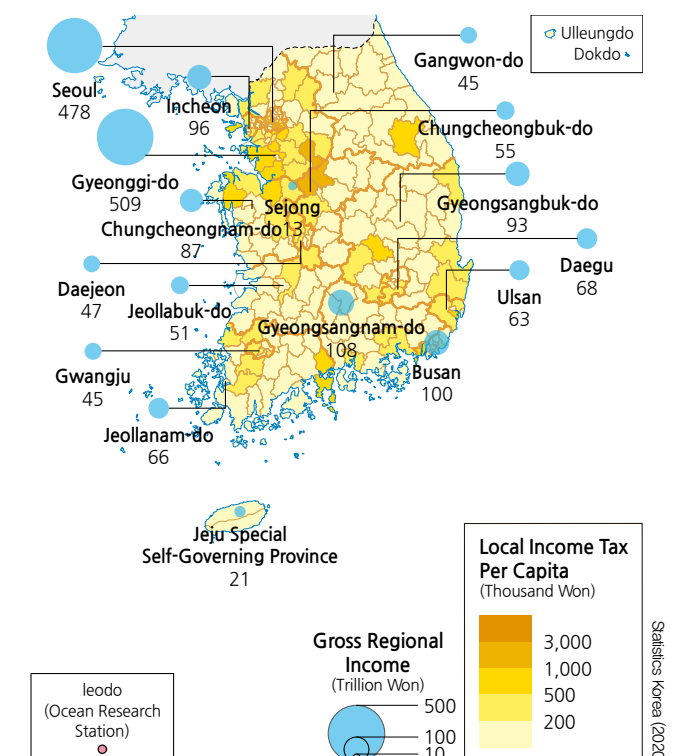 Ulleungdo
Dokdo
Gangwon-do
45
Seoul
478
Incheon
96
Chungcheongbuk-do
55
Gyeonggi-do
509
Sejong
13
Gyeongsangbuk-do
93
Chungcheongnam-do
87
Daegu
68
Daejeon
47
Jeollabuk-do
51
Ulsan
63
Gyeongsangnam-do
108
Gwangju
45
Busan
100
Jeollanam-do
66
Jeju Special
Self-Governing Province
21
Local Income Tax
Per Capita
(Thousand Won)
3,000
1,000
500
200
Gross Regional
Income
(Trillion Won)
500
100
10
Ieodo
(Ocean Research
Station)
Statistics Korea